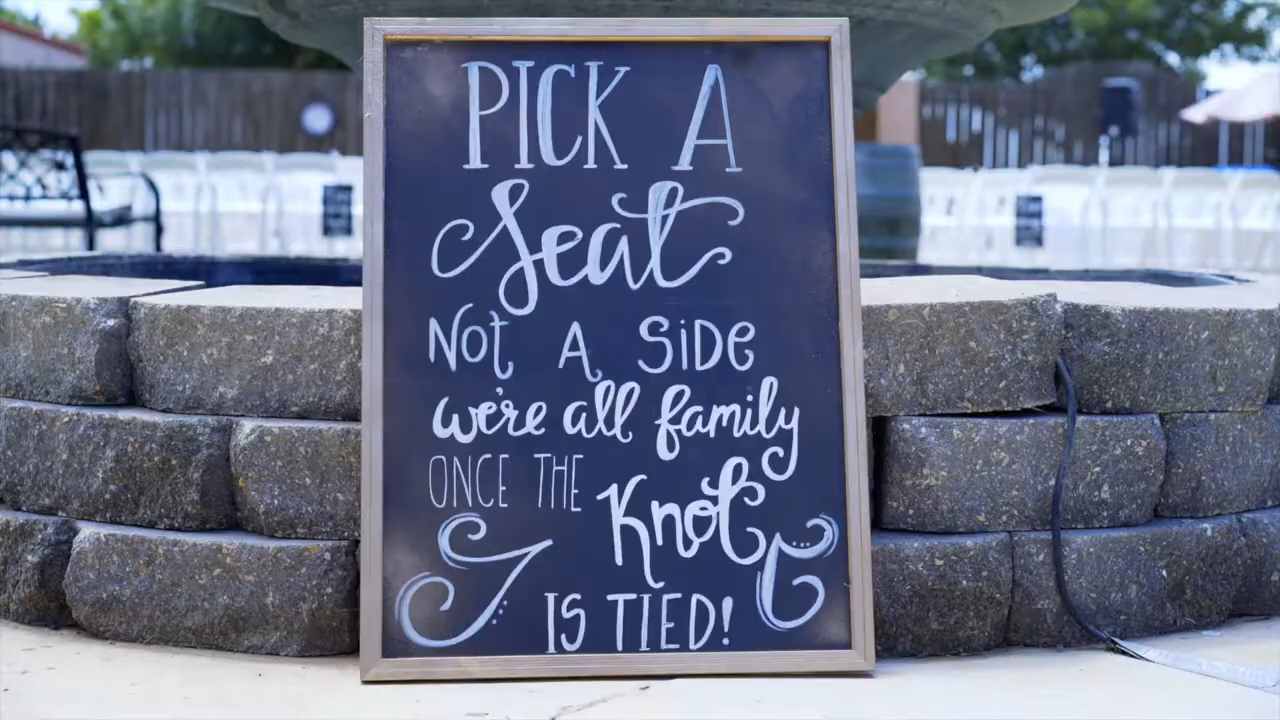 PICK A
Seat
Not A SiDe
we're all family
ONCE THE Knot
IS TIED!